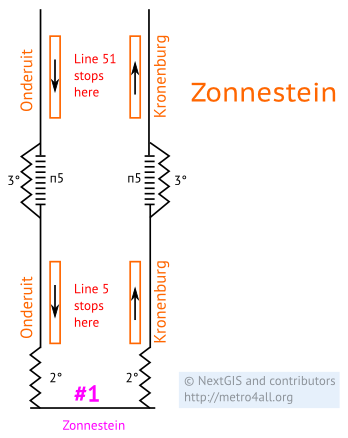 Onderuit
Line 51
stops
here
Kronenburg
Zonnestein
3°
п5
п5
3°
Onderuit
Line 5
stops
here
Kronenburg
2°
#1
2°
Zonnestein
© NextGIS and contributors
http://metro4all.org